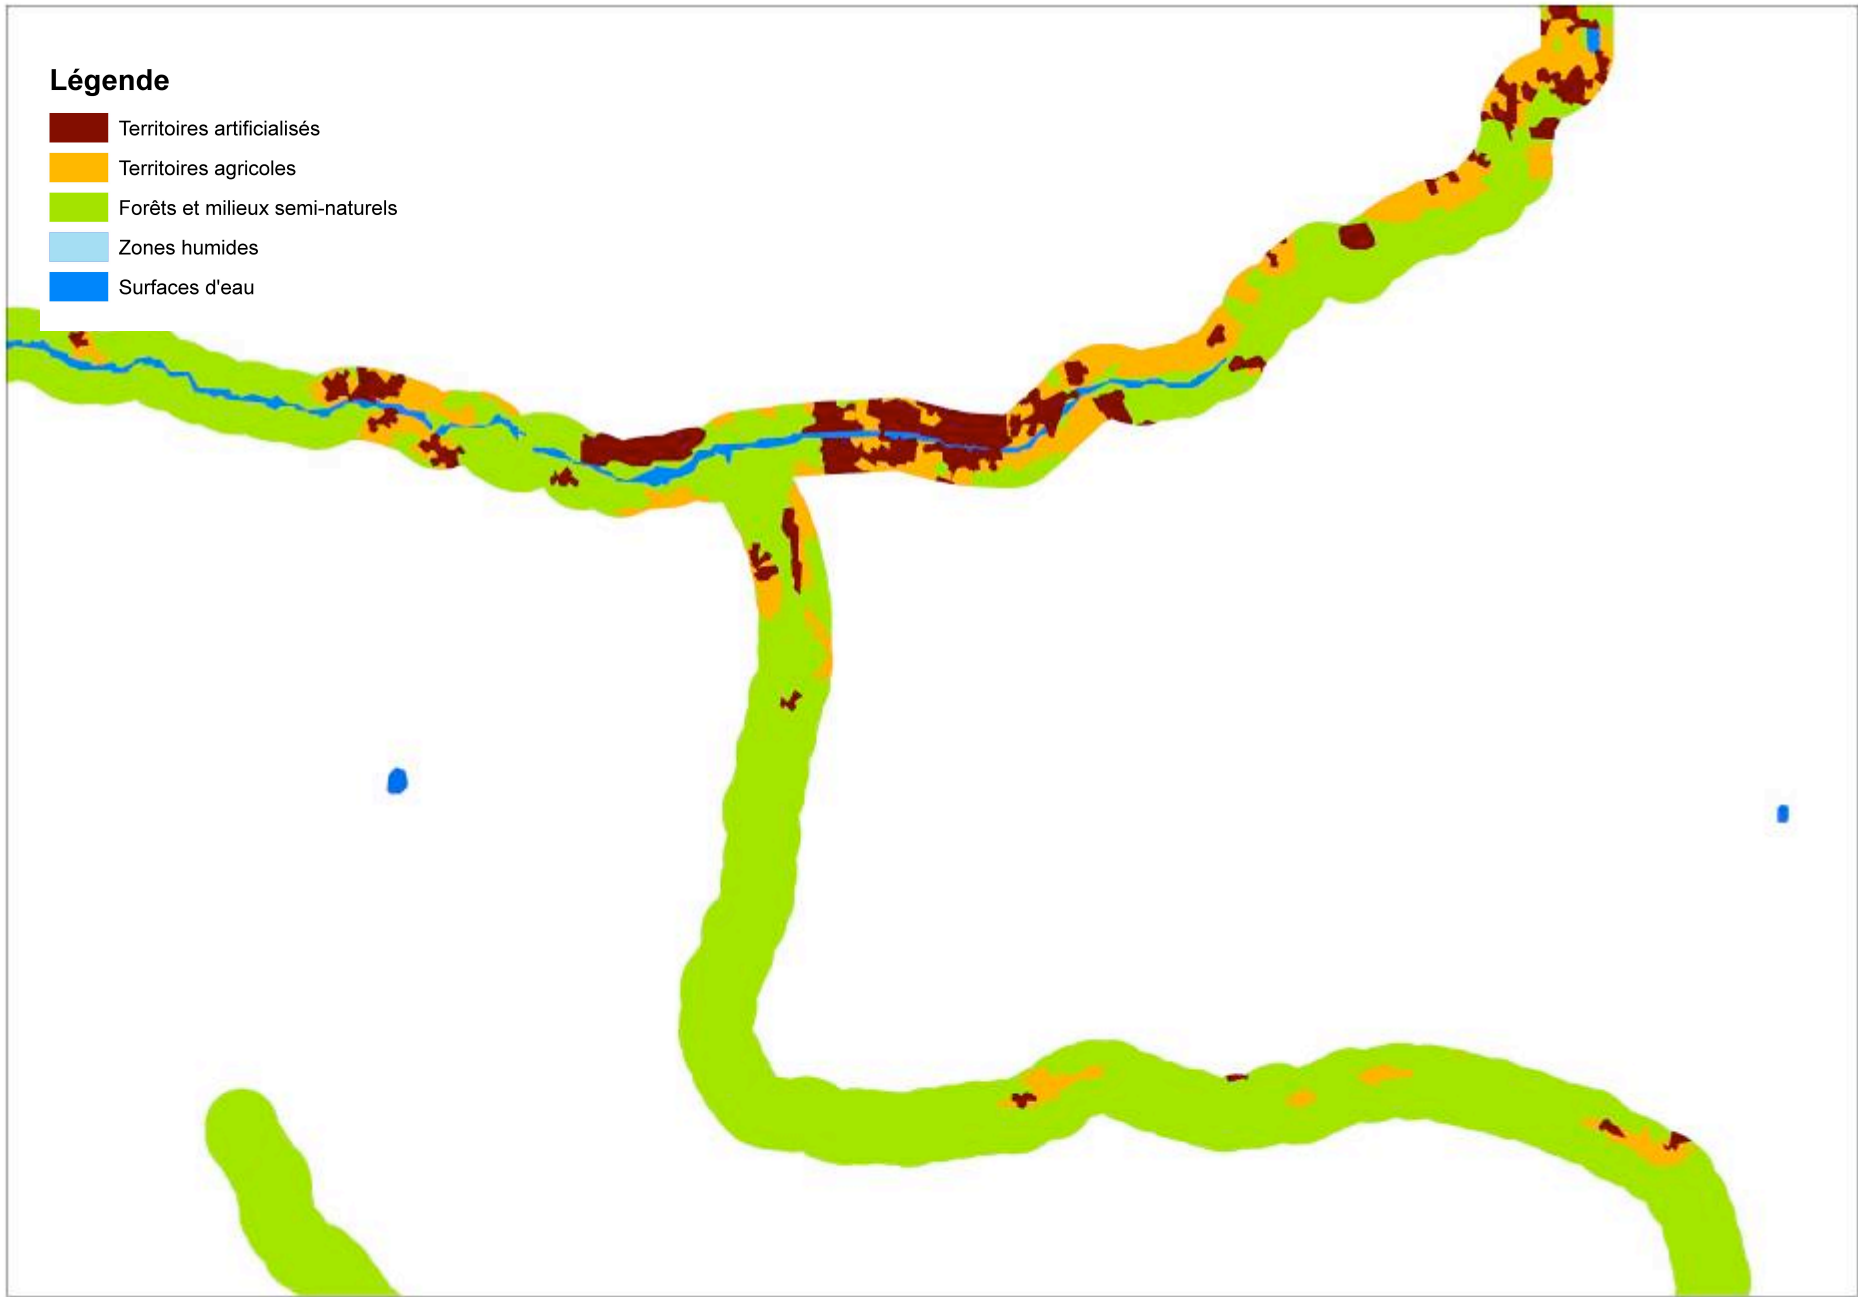 Légende
Territoires artificialisés
Territoires agricoles
Forêts et milieux semi-naturels
Zones humides
Surfaces d'eau